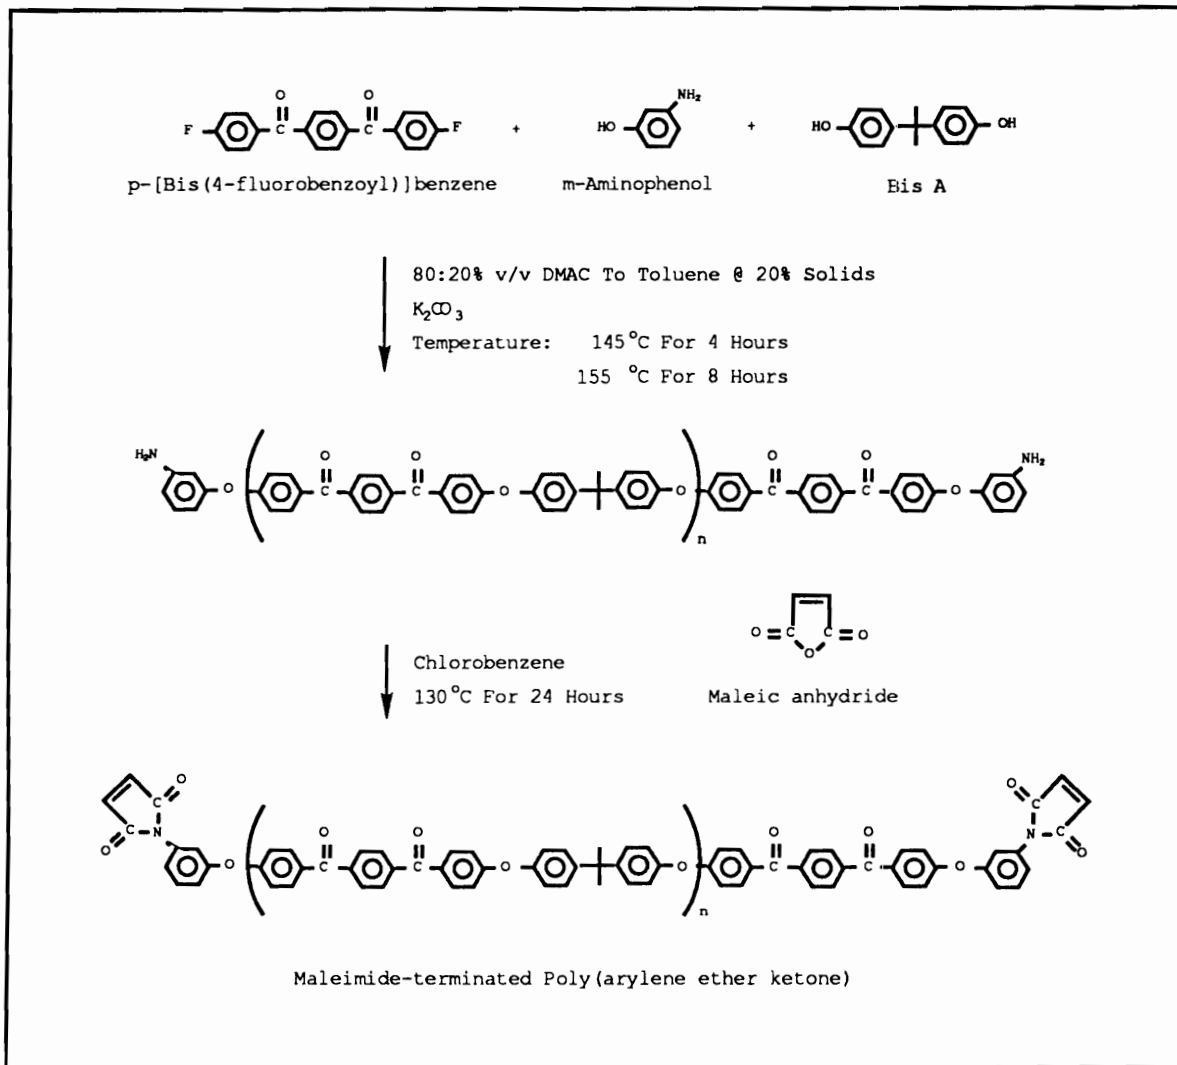 O O
F C C F + HO NH₂ + HO OH
p-[Bis(4-fluorobenzoyl)]benzene m-Aminophenol Bis A
80:20% v/v DMAC To Toluene @ 20% Solids
K₂CO₃
Temperature: 145°C For 4 Hours
155 °C For 8 Hours
H₂N O O O O NH₂
O C C O O C C O
n
O C C O
O
Chlorobenzene
130°C For 24 Hours Maleic anhydride
O O
C C
O C N O O O O N C O
O C C O O C C O
n
Maleimide-terminated Poly(arylene ether ketone)